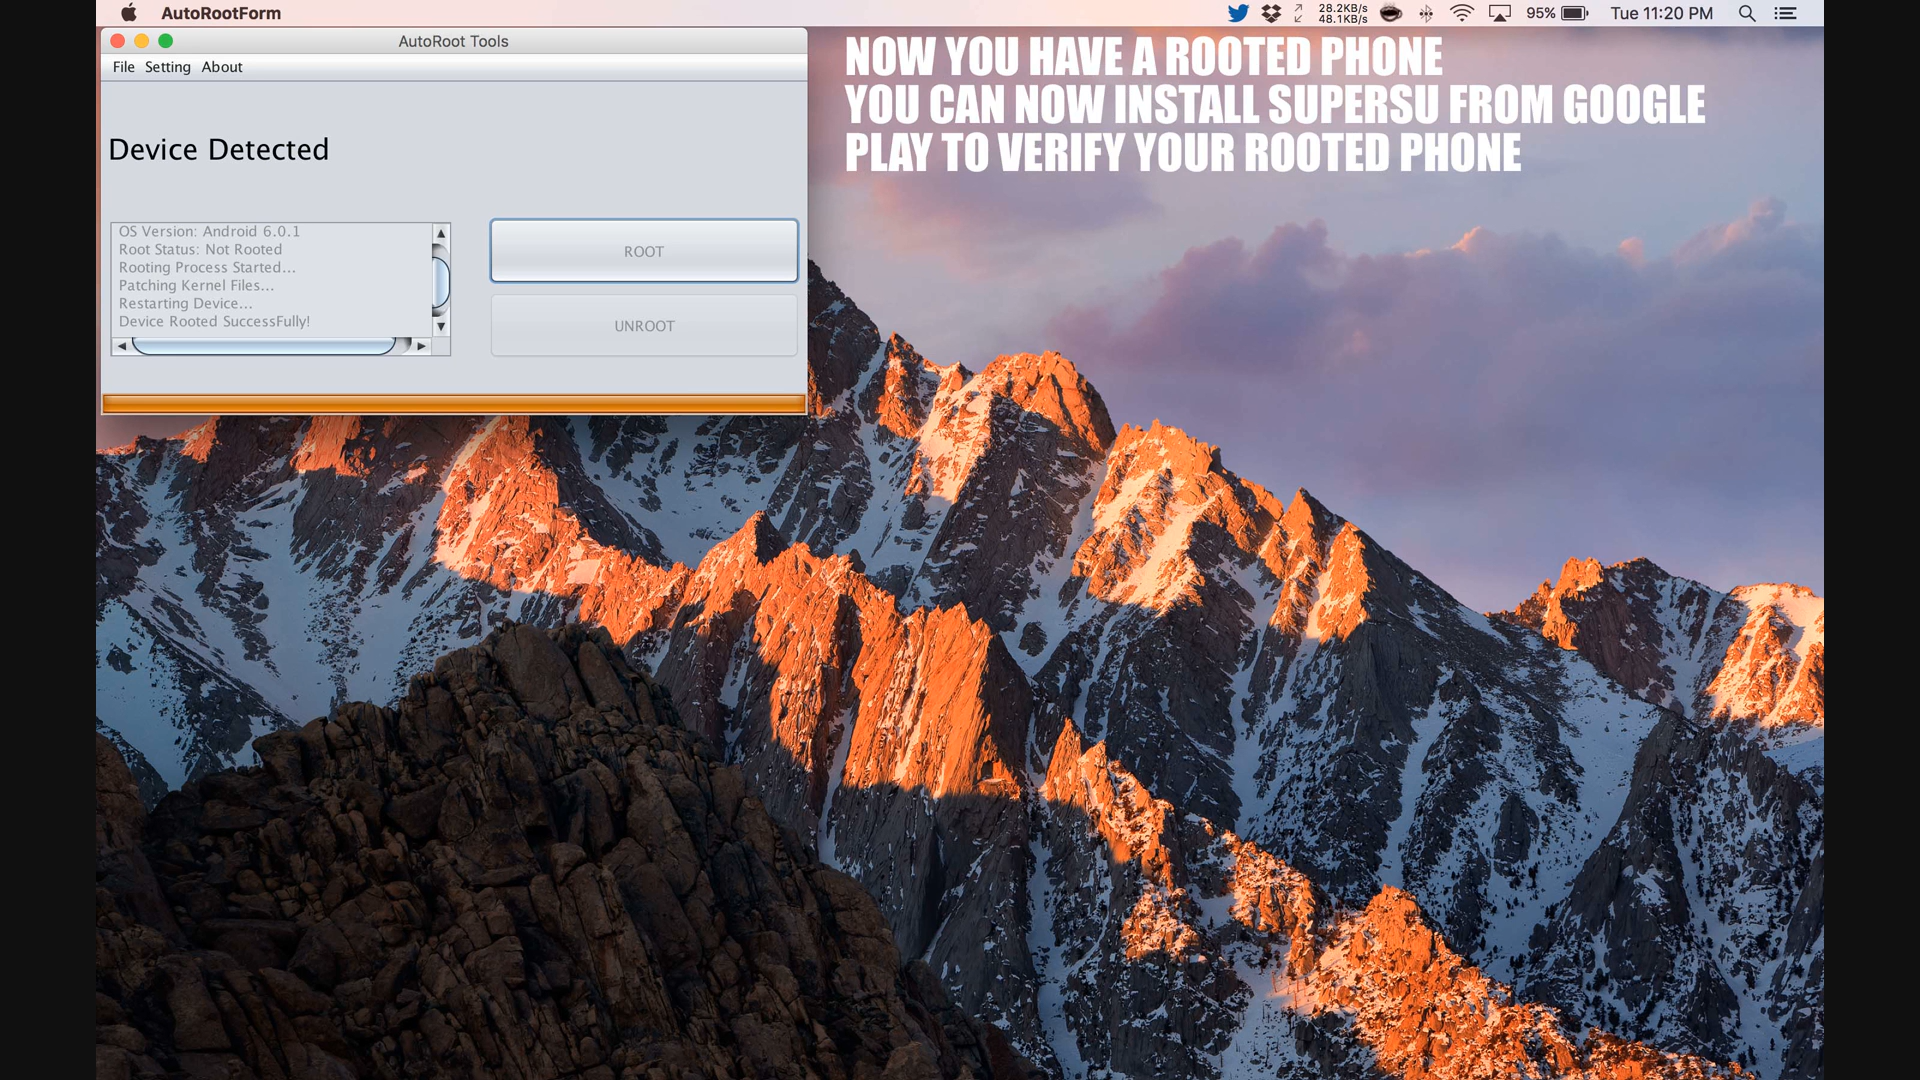 AutoRootForm
28.2KB/s
48.1KB/s
95%
Tue 11:20 PM
AutoRoot Tools
File Setting About
Device Detected
OS Version: Android 6.0.1
Root Status: Not Rooted
Rooting Process Started...
Patching Kernel Files...
Restarting Device...
Device Rooted SuccessFully!
ROOT
UNROOT
NOW YOU HAVE A ROOTED PHONE
YOU CAN NOW INSTALL SUPERSU FROM GOOGLE
PLAY TO VERIFY YOUR ROOTED PHONE